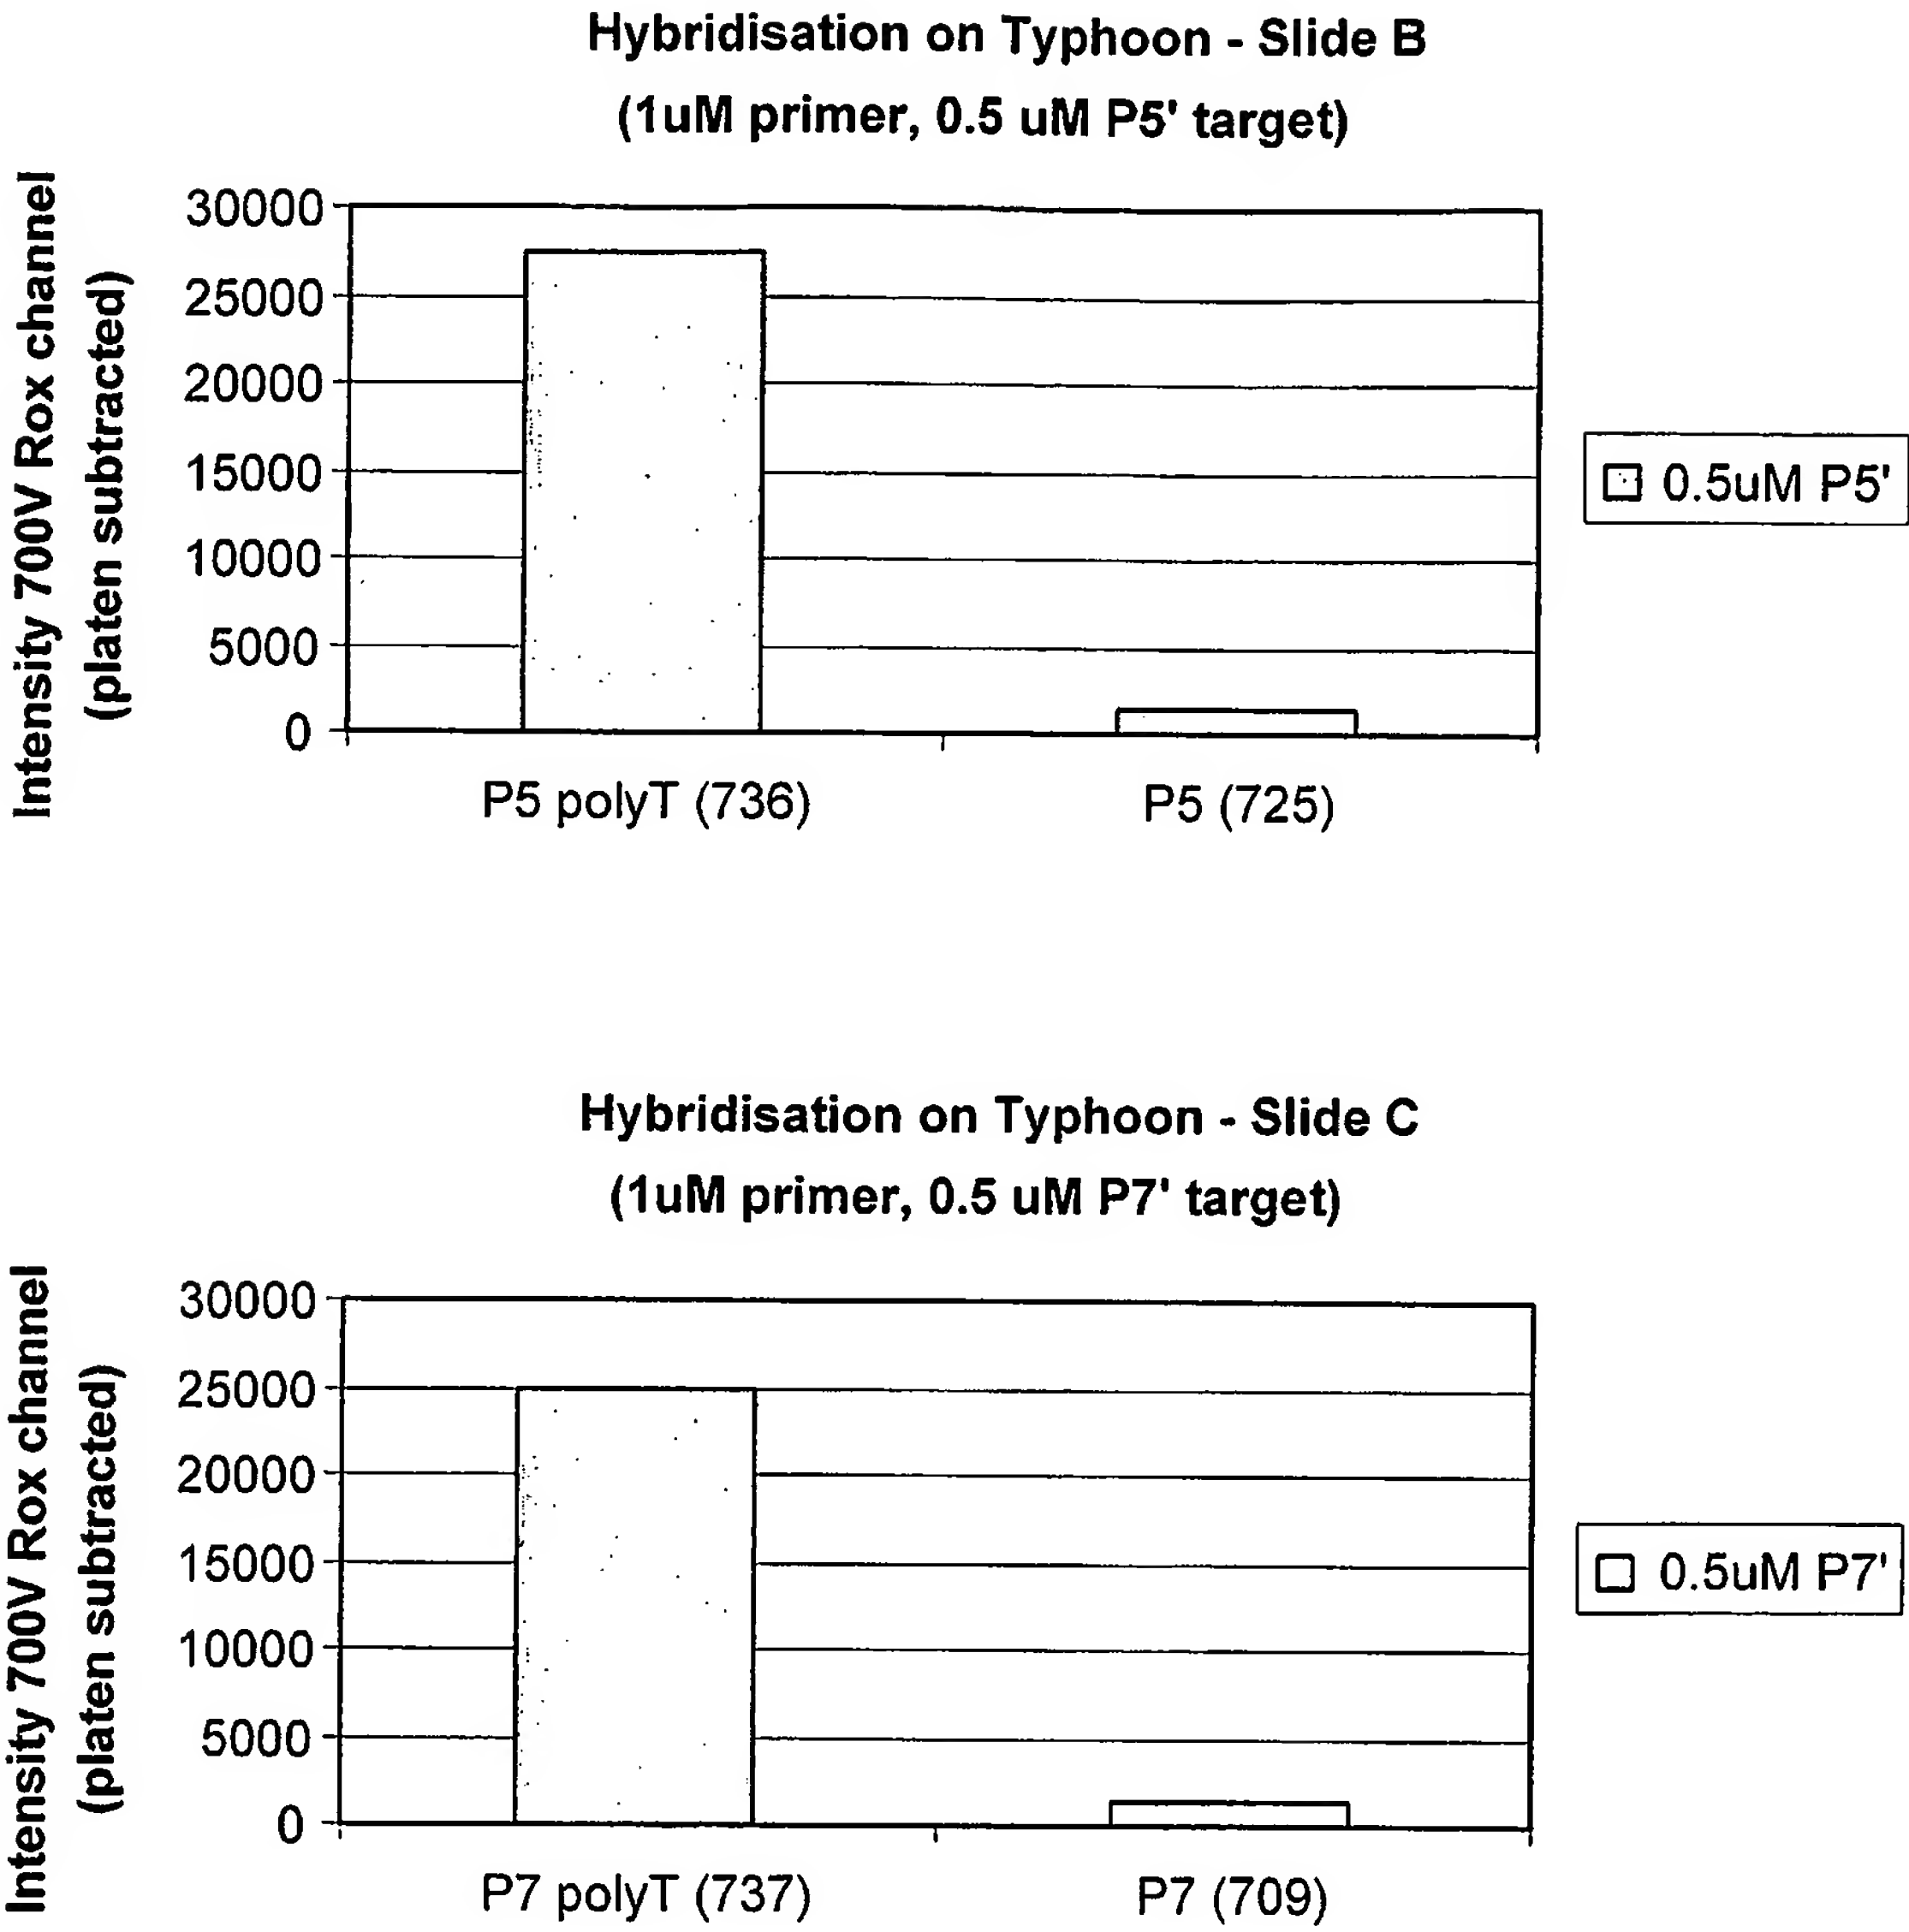 Hybridisation on Typhoon - Slide B
(1uM primer, 0.5 uM P5' target)
Intensity 700V Rox channel
(platen subtracted)
30000
25000
20000
15000
10000
5000
0
P5 polyT (736)
P5 (725)
0.5uM P5'
Hybridisation on Typhoon - Slide C
(1uM primer, 0.5 uM P7' target)
Intensity 700V Rox channel
(platen subtracted)
30000
25000
20000
15000
10000
5000
0
P7 polyT (737)
P7 (709)
0.5uM P7'